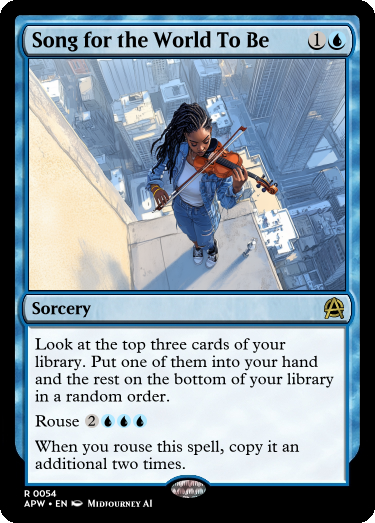 Song for the World To Be 1
Sorcery
Look at the top three cards of your
library. Put one of them into your hand
and the rest on the bottom of your library
in a random order.
Rouse 2
When you rouse this spell, copy it an
additional two times.
R 0054
APW • EN Midjourney AI